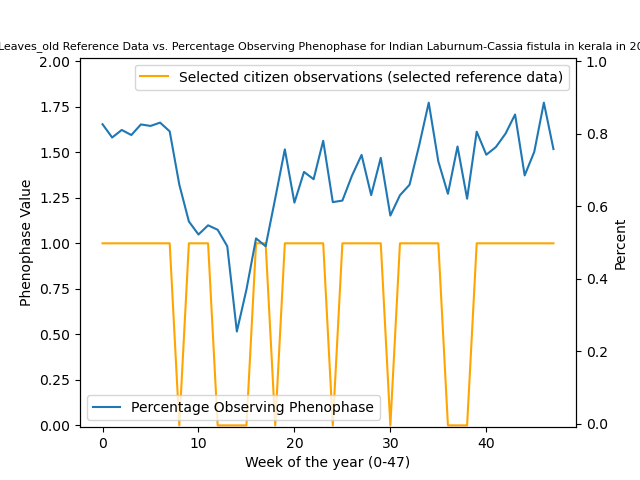 Leaves_old Reference Data vs. Percentage Observing Phenophase for Indian Laburnum-Cassia fistula in kerala in 20
Selected citizen observations (selected reference data)
Percentage Observing Phenophase
Phenophase Value
2.00
1.75
1.50
1.25
1.00
0.75
0.50
0.25
0.00
1.0
0.8
0.6
0.4
0.2
0.0
Percent
0 10 20 30 40
Week of the year (0-47)